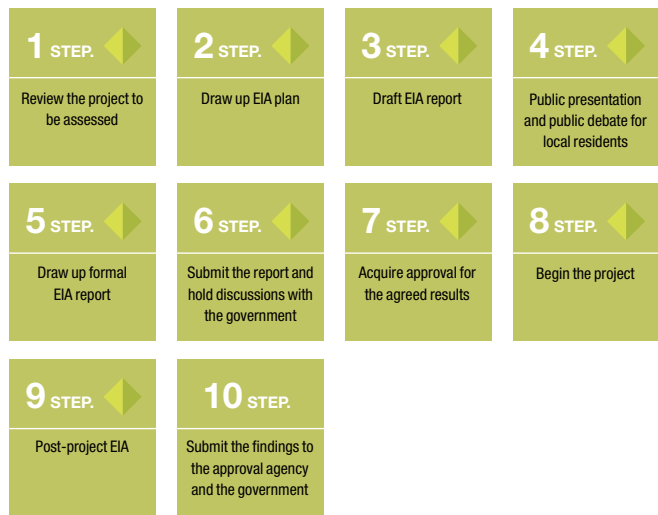 1 STEP.
Review the project to
be assessed
2 STEP.
Draw up EIA plan
3 STEP.
Draft EIA report
4 STEP.
Public presentation
and public debate for
local residents
5 STEP.
Draw up formal
EIA report
6 STEP.
Submit the report and
hold discussions with
the government
7 STEP.
Acquire approval for
the agreed results
8 STEP.
Begin the project
9 STEP.
Post-project EIA
10 STEP.
Submit the findings to
the approval agency
and the government